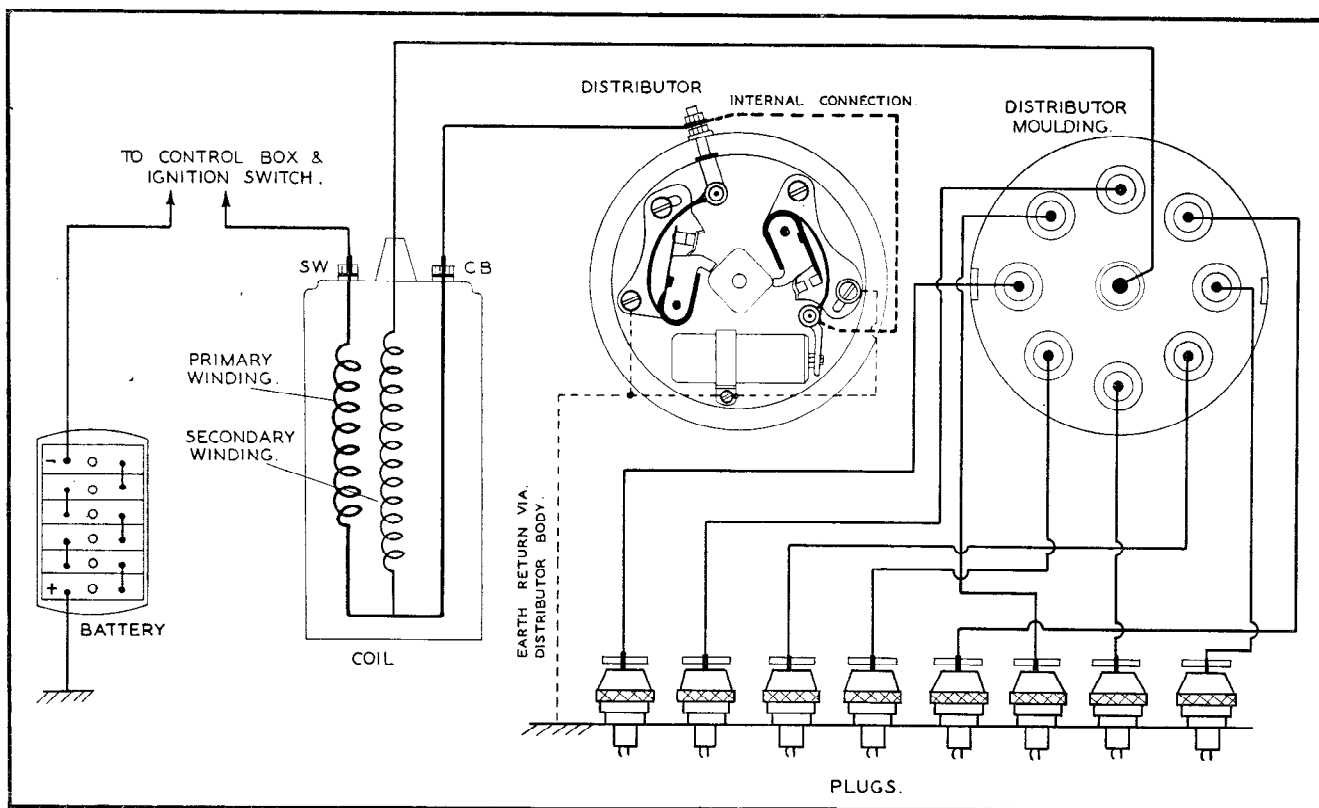 DISTRIBUTOR
INTERNAL CONNECTION.
DISTRIBUTOR
MOULDING.
TO CONTROL BOX &
IGNITION SWITCH.
SW
CB
PRIMARY
WINDING.
SECONDARY
WINDING.
-
+
BATTERY
COIL
EARTH RETURN VIA.
DISTRIBUTOR BODY.
PLUGS.